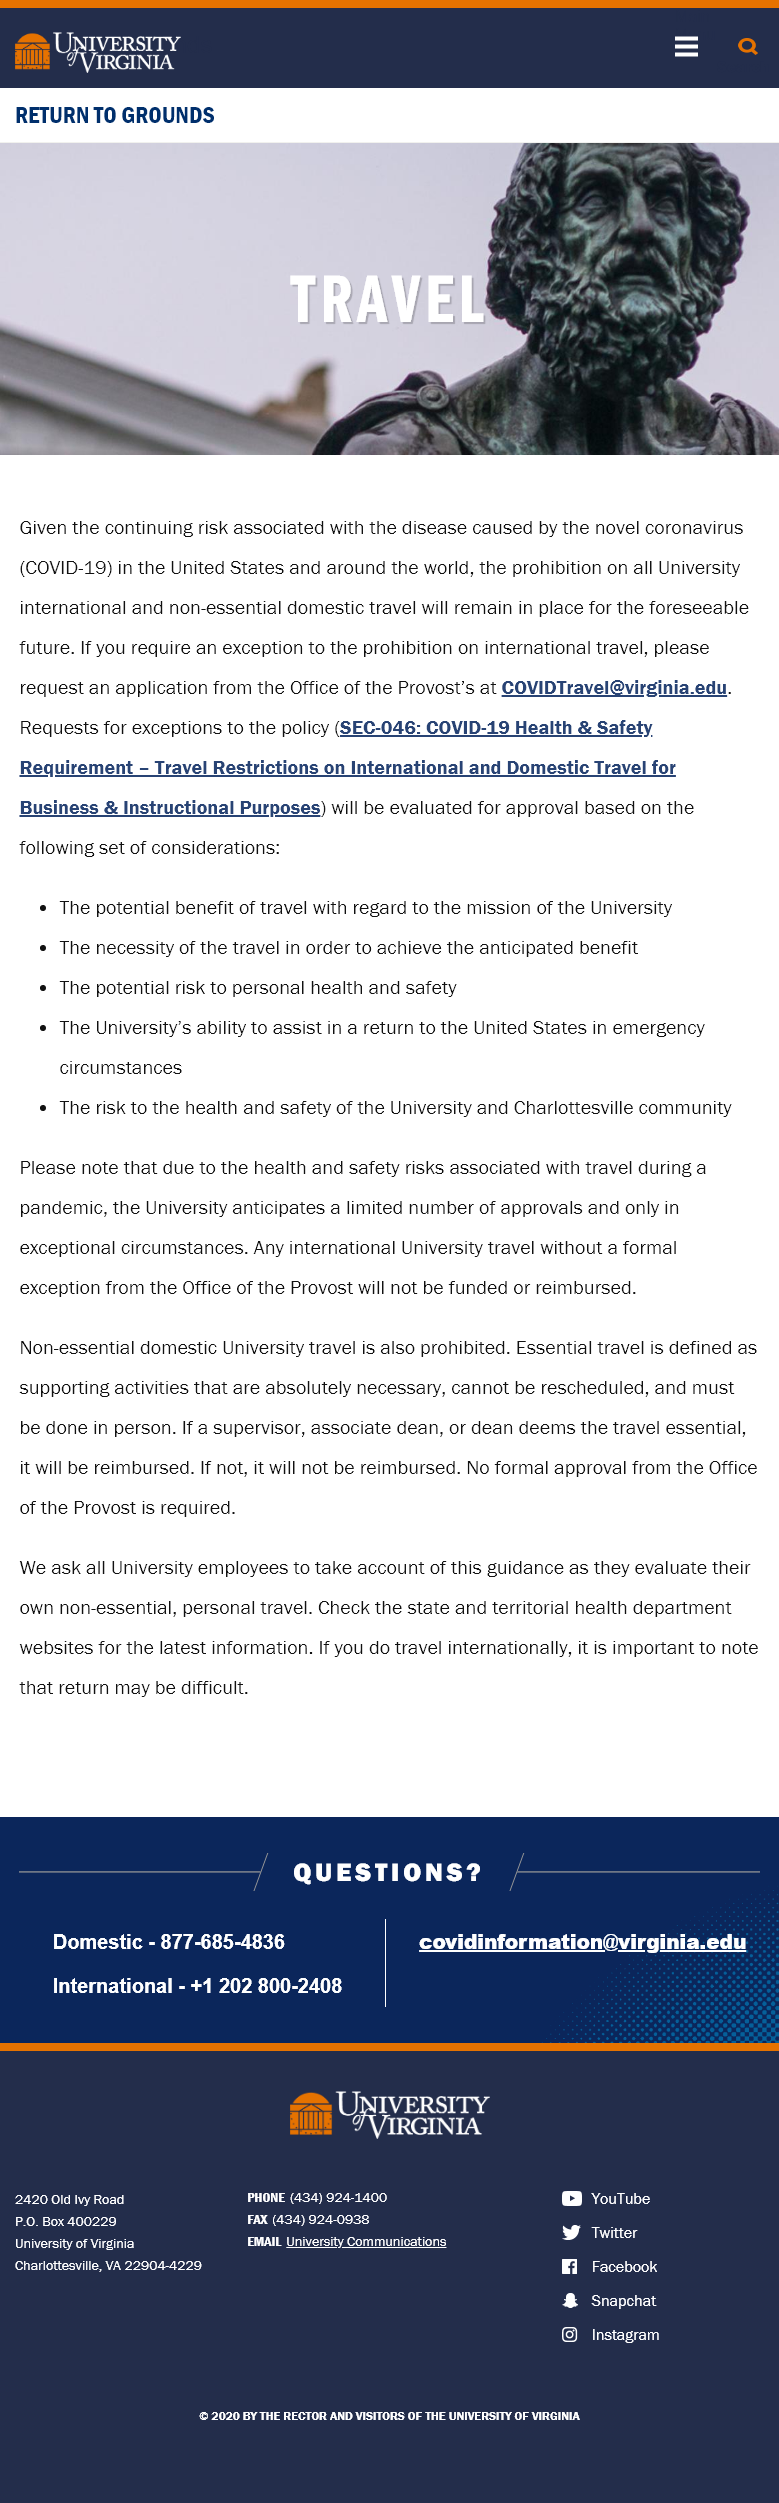 UNIVERSITY
of VIRGINIA
RETURN TO GROUNDS
TRAVEL
Given the continuing risk associated with the disease caused by the novel coronavirus
(COVID-19) in the United States and around the world, the prohibition on all University
international and non-essential domestic travel will remain in place for the foreseeable
future. If you require an exception to the prohibition on international travel, please
request an application from the Office of the Provost’s at COVIDTravel@virginia.edu.
Requests for exceptions to the policy (SEC-046: COVID-19 Health & Safety
Requirement – Travel Restrictions on International and Domestic Travel for
Business & Instructional Purposes) will be evaluated for approval based on the
following set of considerations:
• The potential benefit of travel with regard to the mission of the University
• The necessity of the travel in order to achieve the anticipated benefit
• The potential risk to personal health and safety
• The University’s ability to assist in a return to the United States in emergency
circumstances
• The risk to the health and safety of the University and Charlottesville community
Please note that due to the health and safety risks associated with travel during a
pandemic, the University anticipates a limited number of approvals and only in
exceptional circumstances. Any international University travel without a formal
exception from the Office of the Provost will not be funded or reimbursed.
Non-essential domestic University travel is also prohibited. Essential travel is defined as
supporting activities that are absolutely necessary, cannot be rescheduled, and must
be done in person. If a supervisor, associate dean, or dean deems the travel essential,
it will be reimbursed. If not, it will not be reimbursed. No formal approval from the Office
of the Provost is required.
We ask all University employees to take account of this guidance as they evaluate their
own non-essential, personal travel. Check the state and territorial health department
websites for the latest information. If you do travel internationally, it is important to note
that return may be difficult.
QUESTIONS?
Domestic - 877-685-4836
International - +1 202 800-2408
covidinformation@virginia.edu
UNIVERSITY
of VIRGINIA
2420 Old Ivy Road
P.O. Box 400229
University of Virginia
Charlottesville, VA 22904-4229
PHONE (434) 924-1400
FAX (434) 924-0938
EMAIL University Communications
YouTube
Twitter
Facebook
Snapchat
Instagram
© 2020 BY THE RECTOR AND VISITORS OF THE UNIVERSITY OF VIRGINIA